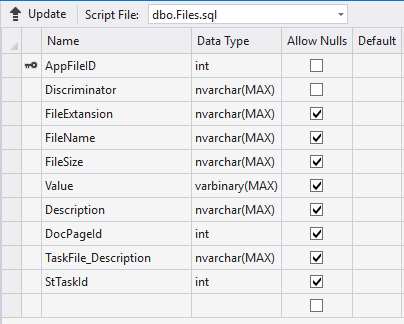 Update Script File: dbo.Files.sql
Name Data Type Allow Nulls Default
AppFileID int
Discriminator nvarchar(MAX)
FileExtansion nvarchar(MAX)
FileName nvarchar(MAX)
FileSize nvarchar(MAX)
Value varbinary(MAX)
Description nvarchar(MAX)
DocPageId int
TaskFile_Description nvarchar(MAX)
StTaskId int